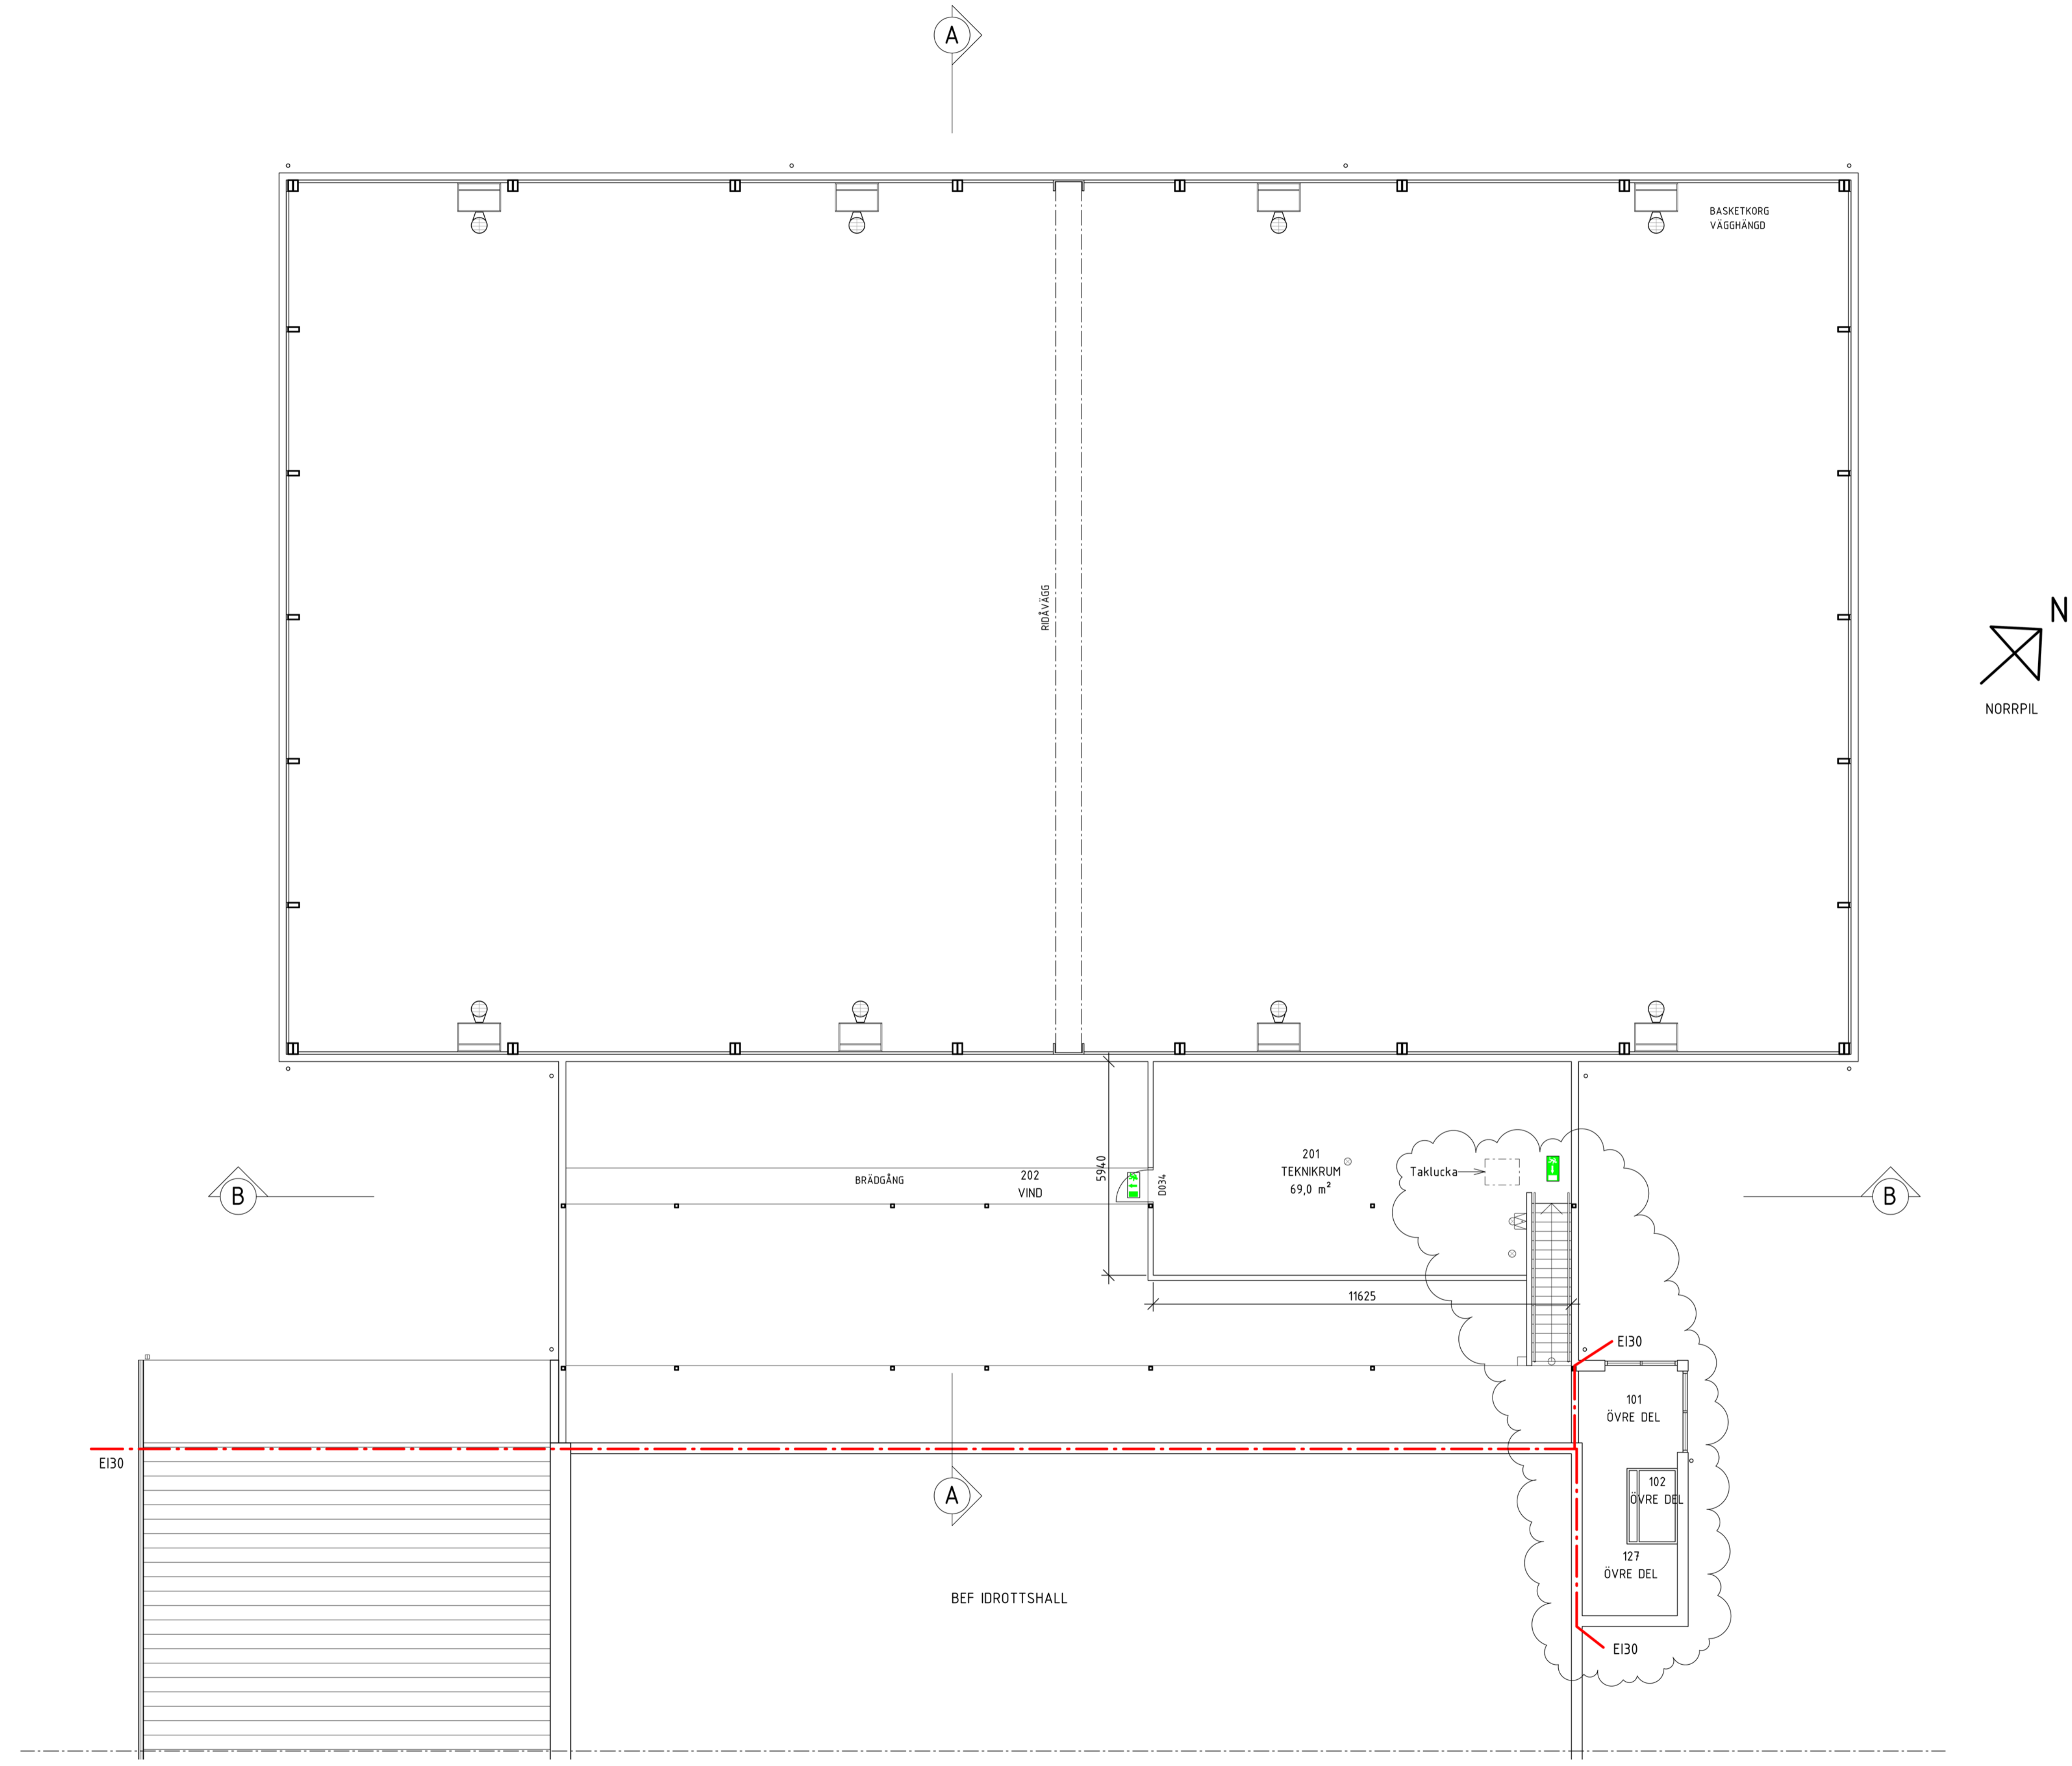 A
BASKETKORG
VÄGGHÄNGD
RIDÅVÄGG
N
NORRPIL
201
TEKNIKRUM
69,0 m²
Taklucka
BRÄDGÅNG
202
VIND
5940
D034
B
B
11625
EI30
101
ÖVRE DEL
EI30
102
ÖVRE DEL
A
127
ÖVRE DEL
BEF IDROTTSHALL
EI30